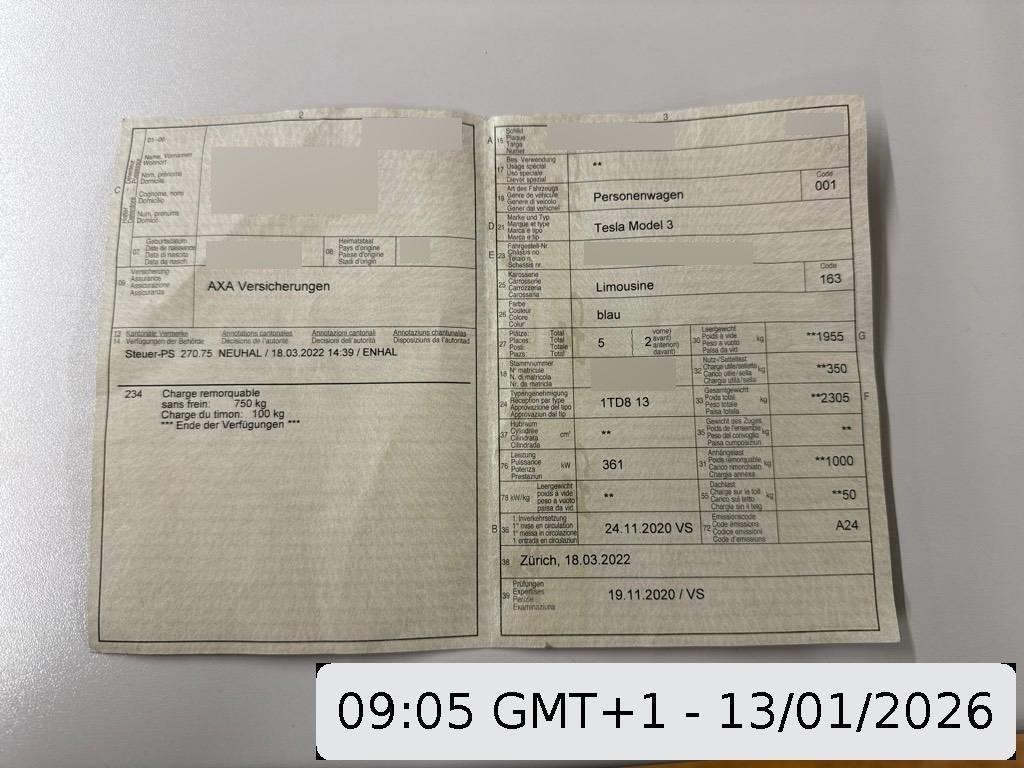 2
01-06
Name, Vornamen
Wohnort
Nom, prénoms
Domicile
Cognome, nomi
Domicilio
Num, prenums
C
07
Geburtsdatum
Date de naissance
Data di nascita
08
Heimatstaat
Pays d'origine
Paese d'origine
Stadi d'origin
09
Versicherung
Assurance
Assicurazione
Assicuranza
AXA Versicherungen
13
14
Kantonale Vermerke
Verfügungen der Behörde
Annotations cantonales
Décisions de l'autorité
Annotazioni cantonali
Decisioni dell'autorità
Annotaziuns chantunalas
Disposiziuns da l'autoritad
Steuer-PS 270.75 NEUHAL / 18.03.2022 14:39 / ENHAL
234 Charge remorquable
sans frein: 750 kg
Charge du timon: 100 kg
*** Ende der Verfügungen ***
3
A 15
Schild
Plaque
Targa
Numer
17
Bes. Verwendung
Usage spécial
Uso speciale
Diever spezial
**
19
Art des Fahrzeugs
Genre de véhicule
Genere di veicolo
Gener dal vehichel
Personenwagen
Code
001
D 21
Marke und Typ
Marque et type
Marca e tipo
Marca e tip
Tesla Model 3
E 23
Fahrgestell-Nr.
Châssis no
Telaio n.
Schassis nr.
25
Karosserie
Carrosserie
Carrozzeria
Carossaria
Limousine
Code
163
26
Farbe
Couleur
Colore
Colur
blau
27
Plätze: Total
Places: Total
Posti: Totale
Plazs: Total
5
2
vorne)
avant)
anteriori)
davant)
30
Leergewicht
Poids à vide
Peso a vuoto
Paisa da vid
kg
**1955
G
18
Stammnummer
N° matricule
N. di matricola
Nr. da matricla
32
Nutz-/Sattellast
Charge utile/sellette
Carico utile/sella
Chargia utila/sella
kg
**350
24
Typengenehmigung
Réception par type
Approvazione del tipo
Approvaziun dal tip
1TD8 13
33
Gesamtgewicht
Poids total
Peso totale
Paisa totala
kg
**2305
F
37
Hubraum
Cylindrée
Cilindrata
Cilindrada
cm³
**
35
Gewicht des Zuges
Poids de l'ensemble
Peso del convoglio
Paisa cumposiziun
kg
**
76
Leistung
Puissance
Potenza
Prestaziun
kW
361
31
Anhängelast
Poids remorquable
Carico rimorchiato
Chargia annexa
kg
**1000
78 kW/kg
Leergewicht
poids à vide
peso a vuoto
paisa da vid
**
55
Dachlast
Charge sur le toit
Carico sul tetto
Chargia sin il tetg
kg
**50
B 36
1. Inverkehrsetzung
1re mise en circulation
1a messa in circolazione
1. entrada en circulaziun
24.11.2020 VS
72
Emissionscode
Code émissions
Codice emissioni
Code d'emissiuns
A24
38 Zürich, 18.03.2022
39
Prüfungen
Expertises
Perizie
Examinaziuns
19.11.2020 / VS
09:05 GMT+1 - 13/01/2026